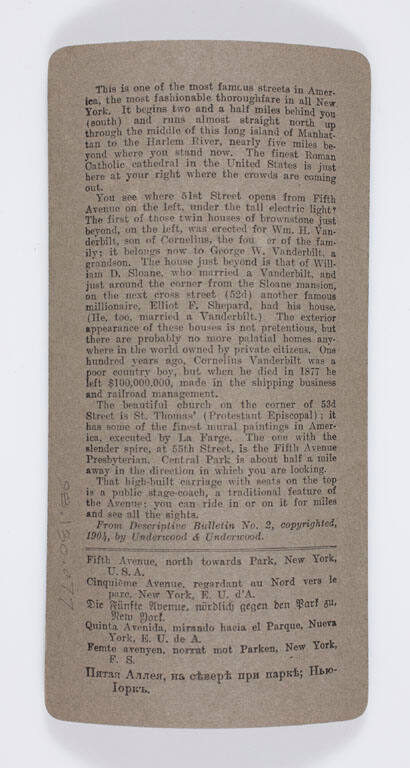 This is one of the most famous streets in Amer-
ica, the most fashionable thoroughfare in all New
York. It begins two and a half miles behind you
(south) and runs almost straight north up
through the middle of this long island of Manhat-
tan to the Harlem River, nearly five miles be-
yond where you stand now. The finest Roman
Catholic cathedral in the United States is just
here at your right where the crowds are coming
out.
You see where 51st Street opens from Fifth
Avenue on the left, under the tall electric light?
The first of those twin houses of brownstone just
beyond, on the left, was erected for Wm. H. Van-
derbilt, son of Cornelius, the fou er of the fam-
ily; it belongs now to George W. Vanderbilt, a
grandson. The house just beyond is that of Will-
iam D. Sloane, who married a Vanderbilt, and
just around the corner from the Sloane mansion,
on the next cross street (52d) another famous
millionaire, Elliot F. Shepard, had his house.
(He, too, married a Vanderbilt.) The exterior
appearance of these houses is not pretentious, but
there are probably no more palatial homes any-
where in the world owned by private citizens. One
hundred years ago, Cornelius Vanderbilt was a
poor country boy, but when he died in 1877 he
left $100,000,000, made in the shipping business
and railroad management.
The beautiful church on the corner of 53d
Street is St. Thomas' (Protestant Episcopal); it
has some of the finest mural paintings in Amer-
ica, executed by La Farge. The one with the
slender spire, at 55th Street, is the Fifth Avenue
Presbyterian. Central Park is about half a mile
away in the direction in which you are looking.
That high-built carriage with seats on the top
is a public stage-coach, a traditional feature of
the Avenue; you can ride in or on it for miles
and see all the sights.
From Descriptive Bulletin No. 2, copyrighted,
1904, by Underwood & Underwood.
Fifth Avenue, north towards Park, New York,
U. S. A.
Cinquième Avenue, regardant au Nord vers le
parc, New York, E. U. d'A.
Die Fünfte Avenue, nördlich gegen den Park zu,
New York.
Quinta Avenida, mirando hacia el Parque, Nueva
York, E. U. de A.
Femte avenyen, norrut mot Parken, New York,
F. S.
Пятая Аллея, на сѣверѣ при паркѣ; Нью-
Іоркъ.